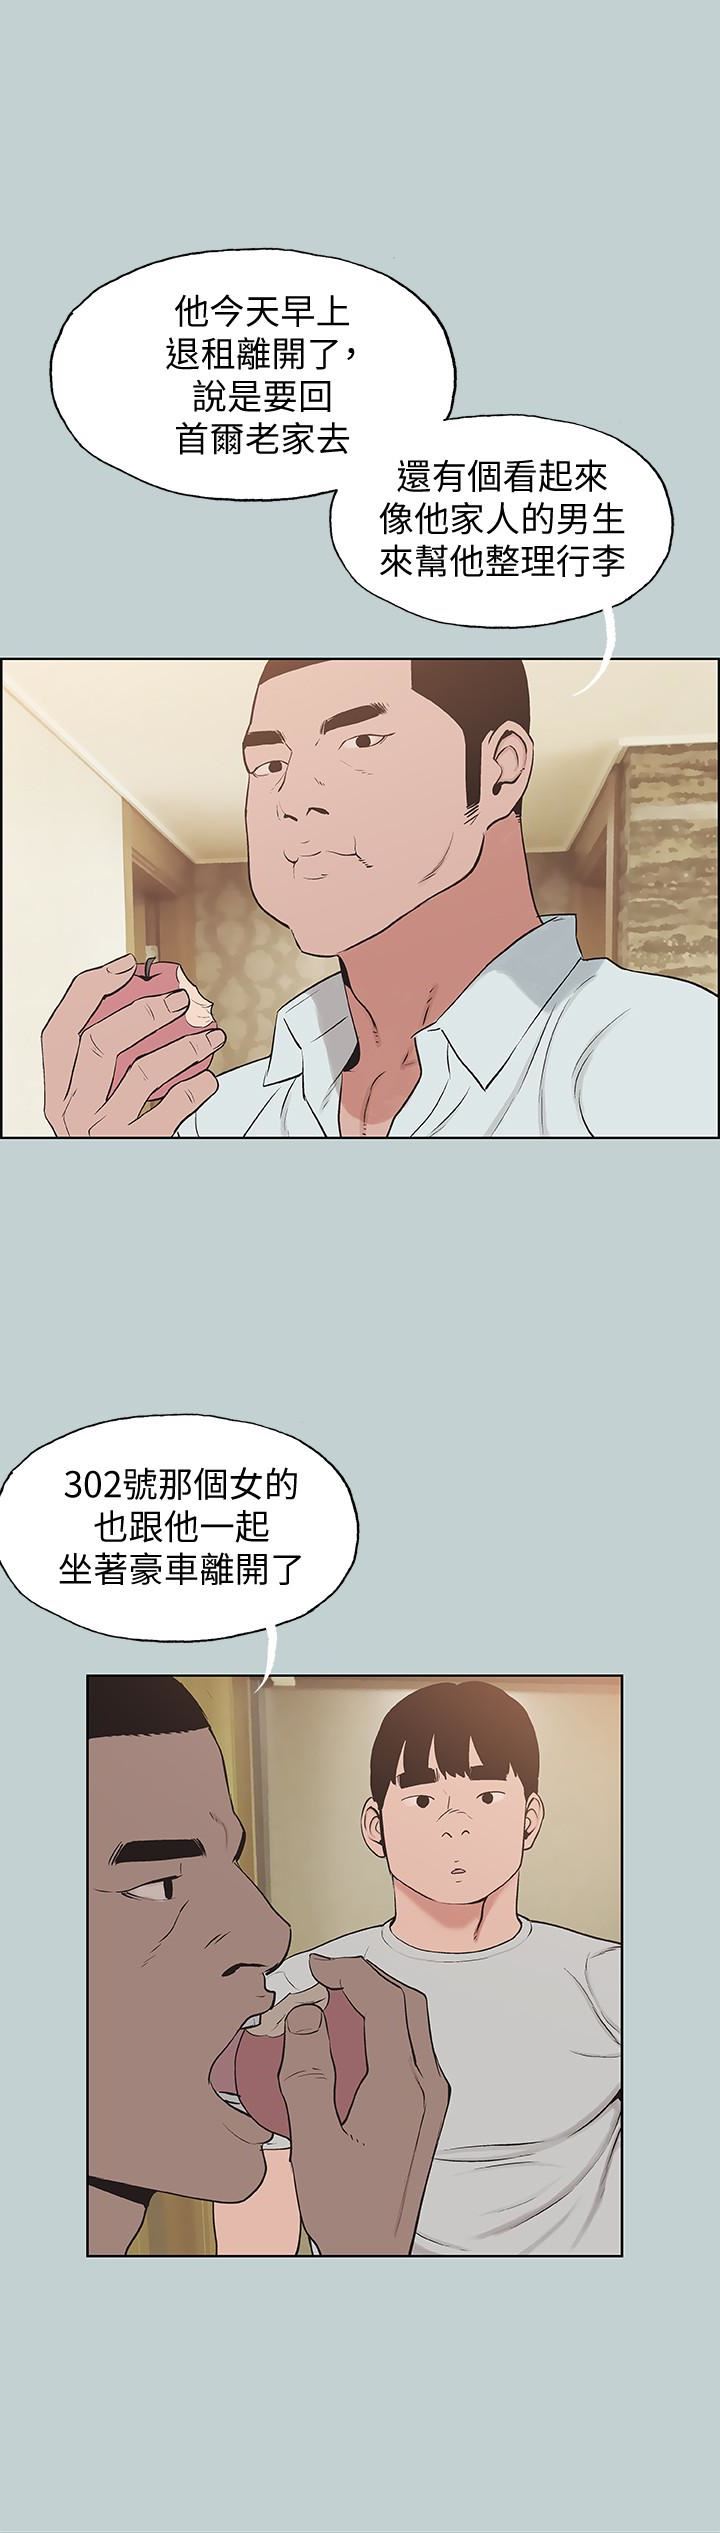 他今天早上
退租離開了，
說是要回
首爾老家去
還有個看起來
像他家人的男生
來幫他整理行李
302號那個女的
也跟他一起
坐著豪車離開了